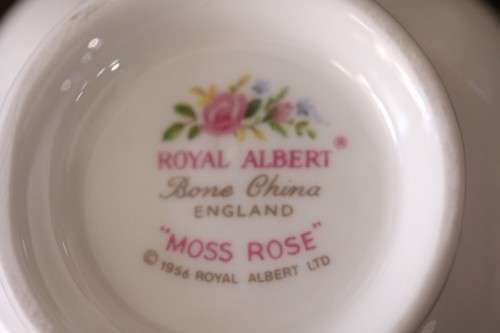 ROYAL ALBERT®
Bone China
ENGLAND
"MOSS ROSE"
© 1956 ROYAL ALBERT LTD